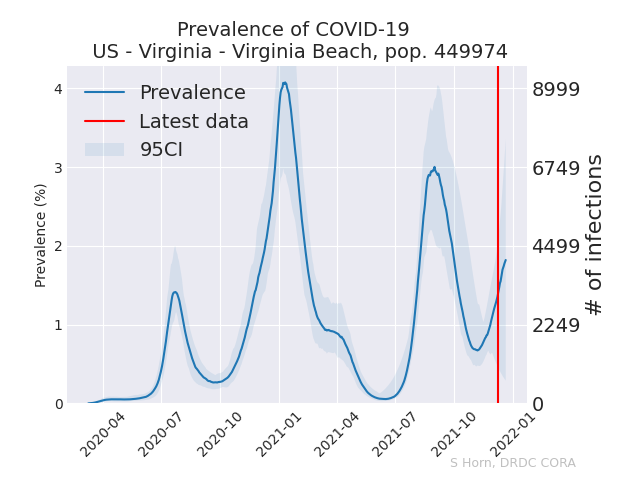 Prevalence of COVID-19
US - Virginia - Virginia Beach, pop. 449974
Prevalence
Latest data
95CI
Prevalence (%)
4
3
2
1
0
8999
6749
4499
2249
0
# of infections
2020-04
2020-07
2020-10
2021-01
2021-04
2021-07
2021-10
2022-01
S Horn, DRDC CORA